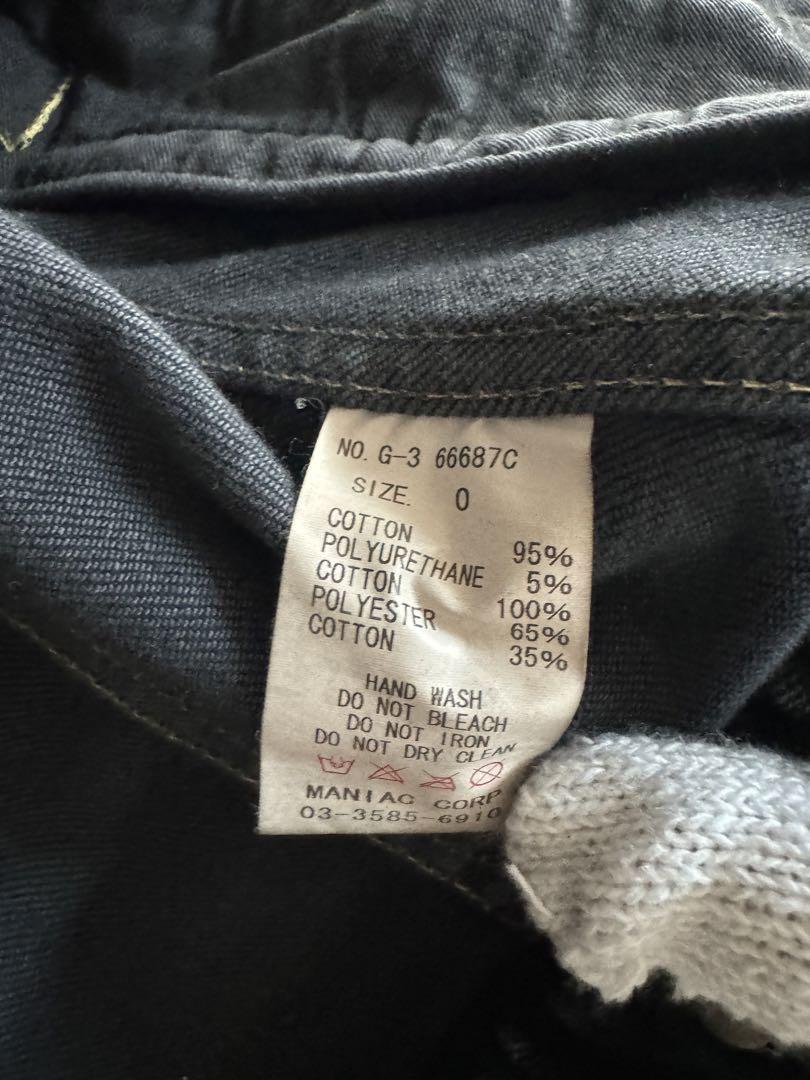 NO. G-3 66687C
SIZE. 0
COTTON 95%
POLYURETHANE 5%
COTTON 100%
POLYESTER 65%
COTTON 35%
HAND WASH
DO NOT BLEACH
DO NOT IRON
DO NOT DRY CLEAN
MANIAC CORP
03-3585-6910